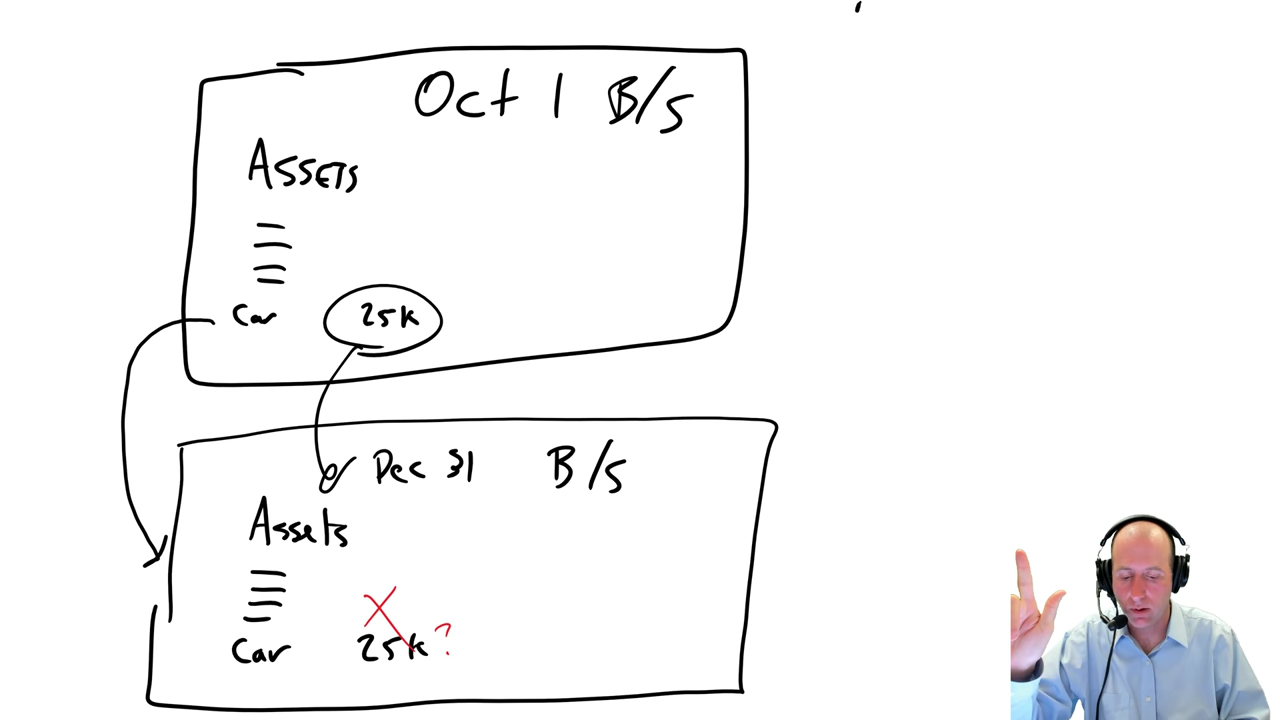 Oct 1 B/S
ASSETS
Car 25k
Dec 31 B/S
Assets
Car 25k?